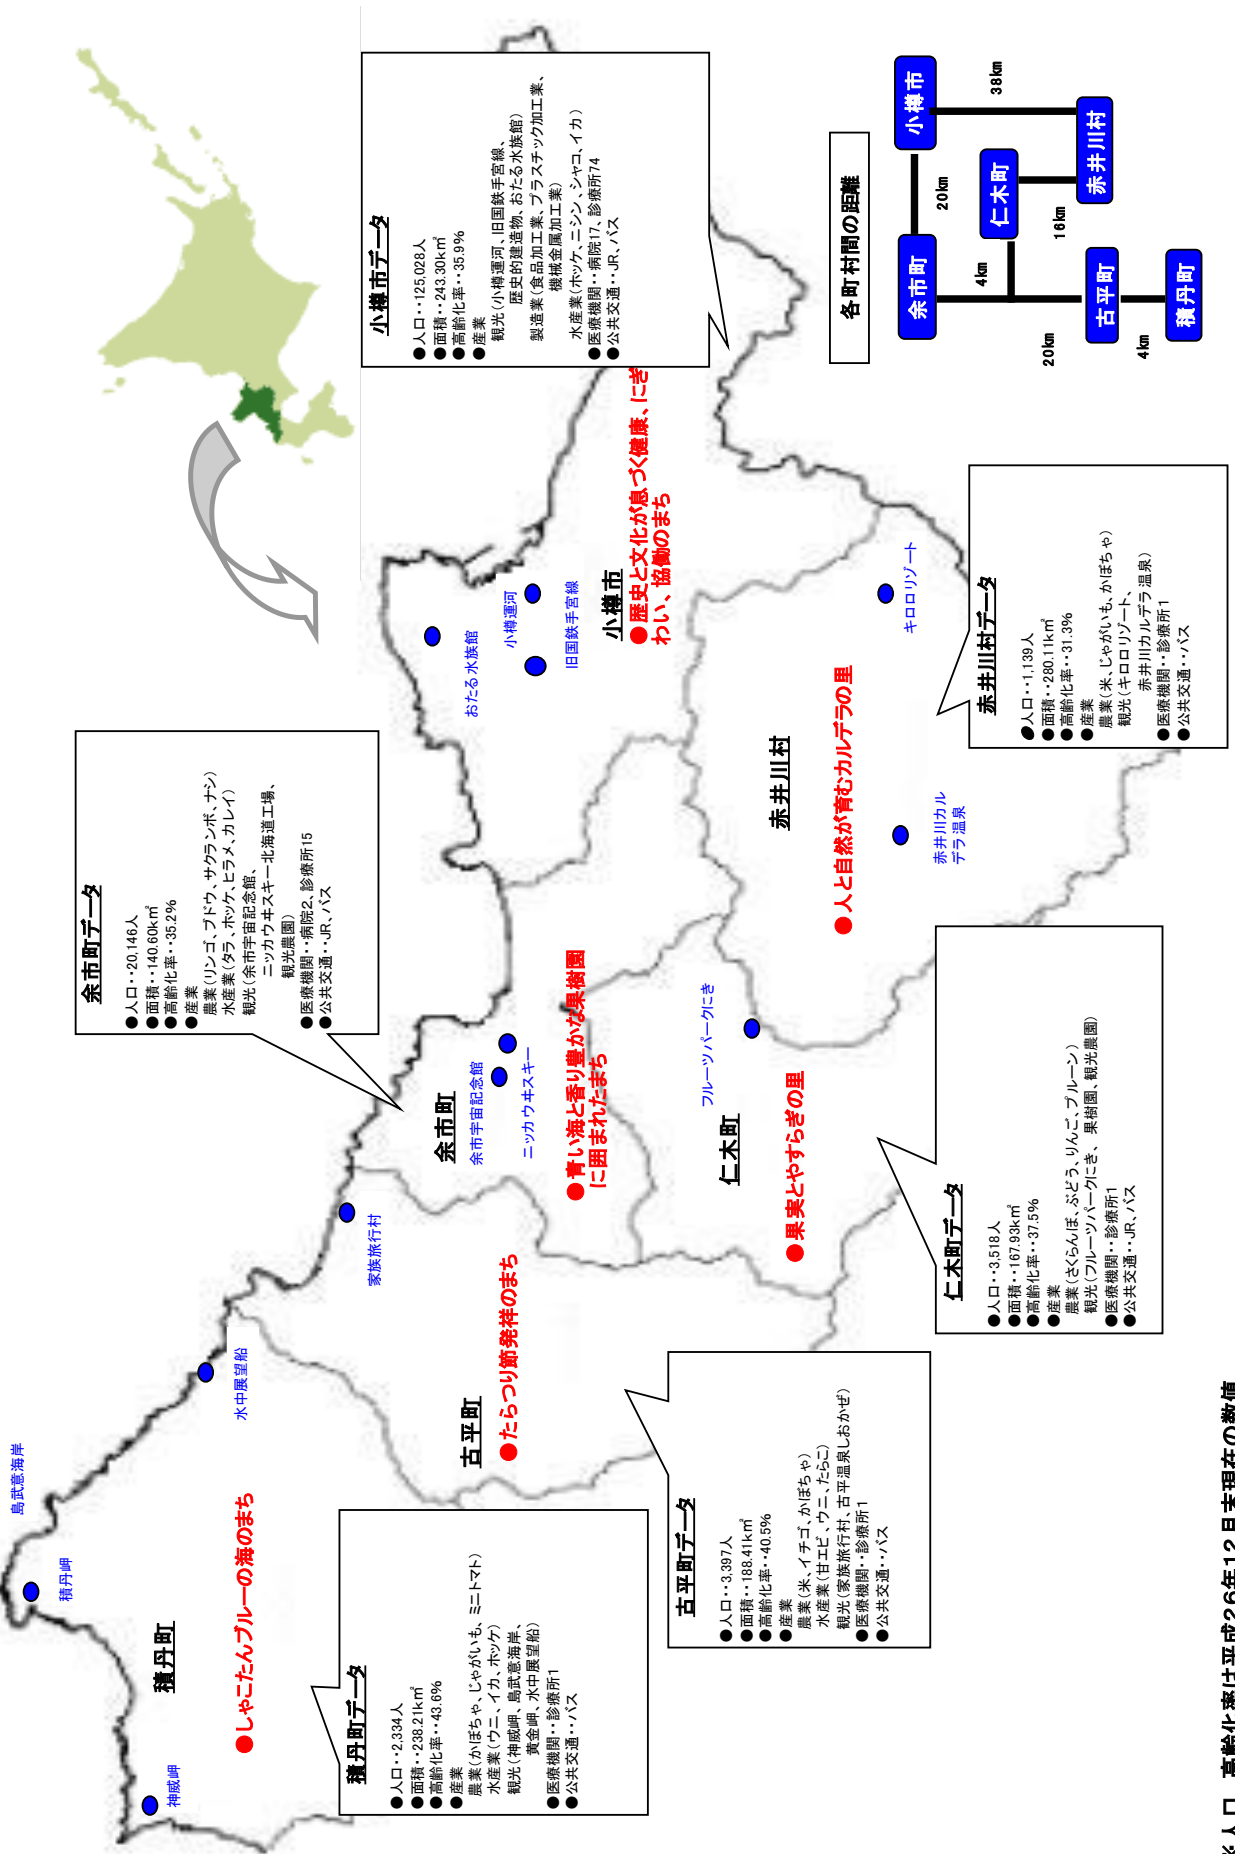 小樽市データ
●人口・・125,028人
●面積・・243.30k㎡
●高齢化率・・35.9%
●産業
観光(小樽運河、旧国鉄手宮線、
歴史的建造物、おたる水族館)
製造業(食品加工業、プラスチック加工業、
機械金属加工業)
水産業(ホッケ、ニシン、シャコ、イカ)
●医療機関・・病院17、診療所74
●公共交通・・JR、バス
各町村間の距離
余市町
20km
小樽市
38km
4km
仁木町
16km
赤井川村
20km
古平町
4km
積丹町
余市町データ
●人口・・20,146人
●面積・・140.60k㎡
●高齢化率・・35.2%
●産業
農業(リンゴ、ブドウ、サクランボ、ナシ)
水産業(タラ、ホッケ、ヒラメ、カレイ)
観光(余市宇宙記念館、
ニッカウヰスキー北海道工場、
観光農園)
●医療機関・・病院2、診療所15
●公共交通・・JR、バス
おたる水族館
小樽運河
旧国鉄手宮線
小樽市
●歴史と文化が息づく健康、にぎ
わい、協働のまち
キロロリゾート
赤井川村
●人と自然が育むカルデラの里
赤井川カル
デラ温泉
赤井川村データ
●人口・・1,139人
●面積・・280.11k㎡
●高齢化率・・31.3%
●産業
農業(米、じゃがいも、かぼちゃ)
観光(キロロリゾート、
赤井川カルデラ温泉)
●医療機関・・診療所1
●公共交通・・バス
余市町
余市宇宙記念館
ニッカウヰスキー
●青い海と香り豊かな果樹園
に囲まれたまち
フルーツパークにき
仁木町
●果実とやすらぎの里
仁木町データ
●人口・・3,518人
●面積・・167.93k㎡
●高齢化率・・37.5%
●産業
農業(さくらんぼ、ぶどう、りんご、プルーン)
観光(フルーツパークにき、果樹園、観光農園)
●医療機関・・診療所1
●公共交通・・JR、バス
家族旅行村
古平町
●たらつり節発祥のまち
古平町データ
●人口・・3,397人
●面積・・188.41k㎡
●高齢化率・・40.5%
●産業
農業(米、イチゴ、かぼちゃ)
水産業(甘エビ、ウニ、たらこ)
観光(家族旅行村、古平温泉しおかぜ)
●医療機関・・診療所1
●公共交通・・バス
水中展望船
島武意海岸
積丹岬
神威岬
積丹町
●しゃこたんブルーの海のまち
積丹町データ
●人口・・2,334人
●面積・・238.21k㎡
●高齢化率・・43.6%
●産業
農業(かぼちゃ、じゃがいも、ミニトマト)
水産業(ウニ、イカ、ホッケ)
観光(神威岬、島武意海岸、
黄金岬、水中展望船)
●医療機関・・診療所1
●公共交通・・バス
※人口、高齢化率は平成26年12月末現在の数値